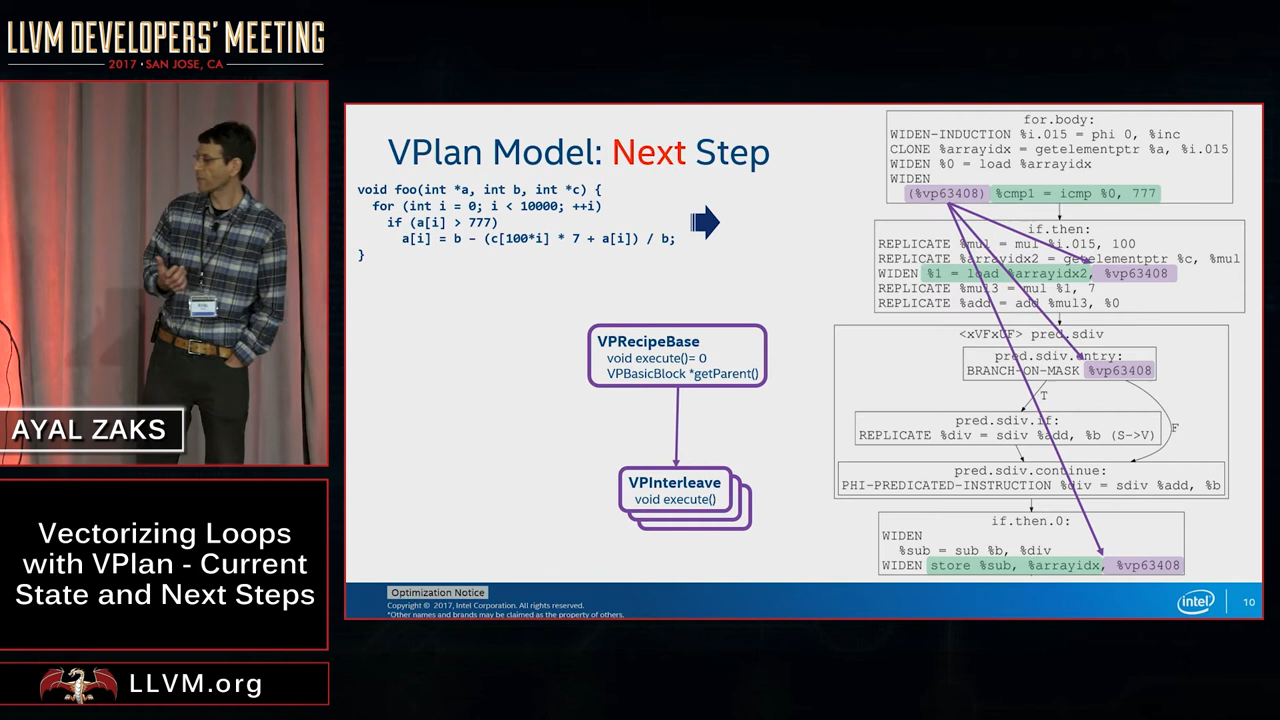 LLVM DEVELOPERS' MEETING
2017 · SAN JOSE, CA
AYAL
AYAL ZAKS
Vectorizing Loops
with VPlan - Current
State and Next Steps
LLVM.org
VPlan Model: Next Step
void foo(int *a, int b, int *c) {
for (int i = 0; i < 10000; ++i)
if (a[i] > 777)
a[i] = b - (c[100*i] * 7 + a[i]) / b;
}
VPRecipeBase
void execute()= 0
VPBasicBlock *getParent()
VPInterleave
void execute()
for.body:
WIDEN-INDUCTION %i.015 = phi 0, %inc
CLONE %arrayidx = getelementptr %a, %i.015
WIDEN %0 = load %arrayidx
WIDEN
(%vp63408) %cmp1 = icmp %0, 777
if.then:
REPLICATE %mul = mul %i.015, 100
REPLICATE %arrayidx2 = getelementptr %c, %mul
WIDEN %1 = load %arrayidx2, %vp63408
REPLICATE %mul3 = mul %1, 7
REPLICATE %add = add %mul3, %0
<xVFxUF> pred.sdiv
pred.sdiv.entry:
BRANCH-ON-MASK %vp63408
T
F
pred.sdiv.if:
REPLICATE %div = sdiv %add, %b (S->V)
pred.sdiv.continue:
PHI-PREDICATED-INSTRUCTION %div = sdiv %add, %b
if.then.0:
WIDEN
%sub = sub %b, %div
WIDEN store %sub, %arrayidx, %vp63408
Optimization Notice
Copyright © 2017, Intel Corporation. All rights reserved.
*Other names and brands may be claimed as the property of others.
intel
10